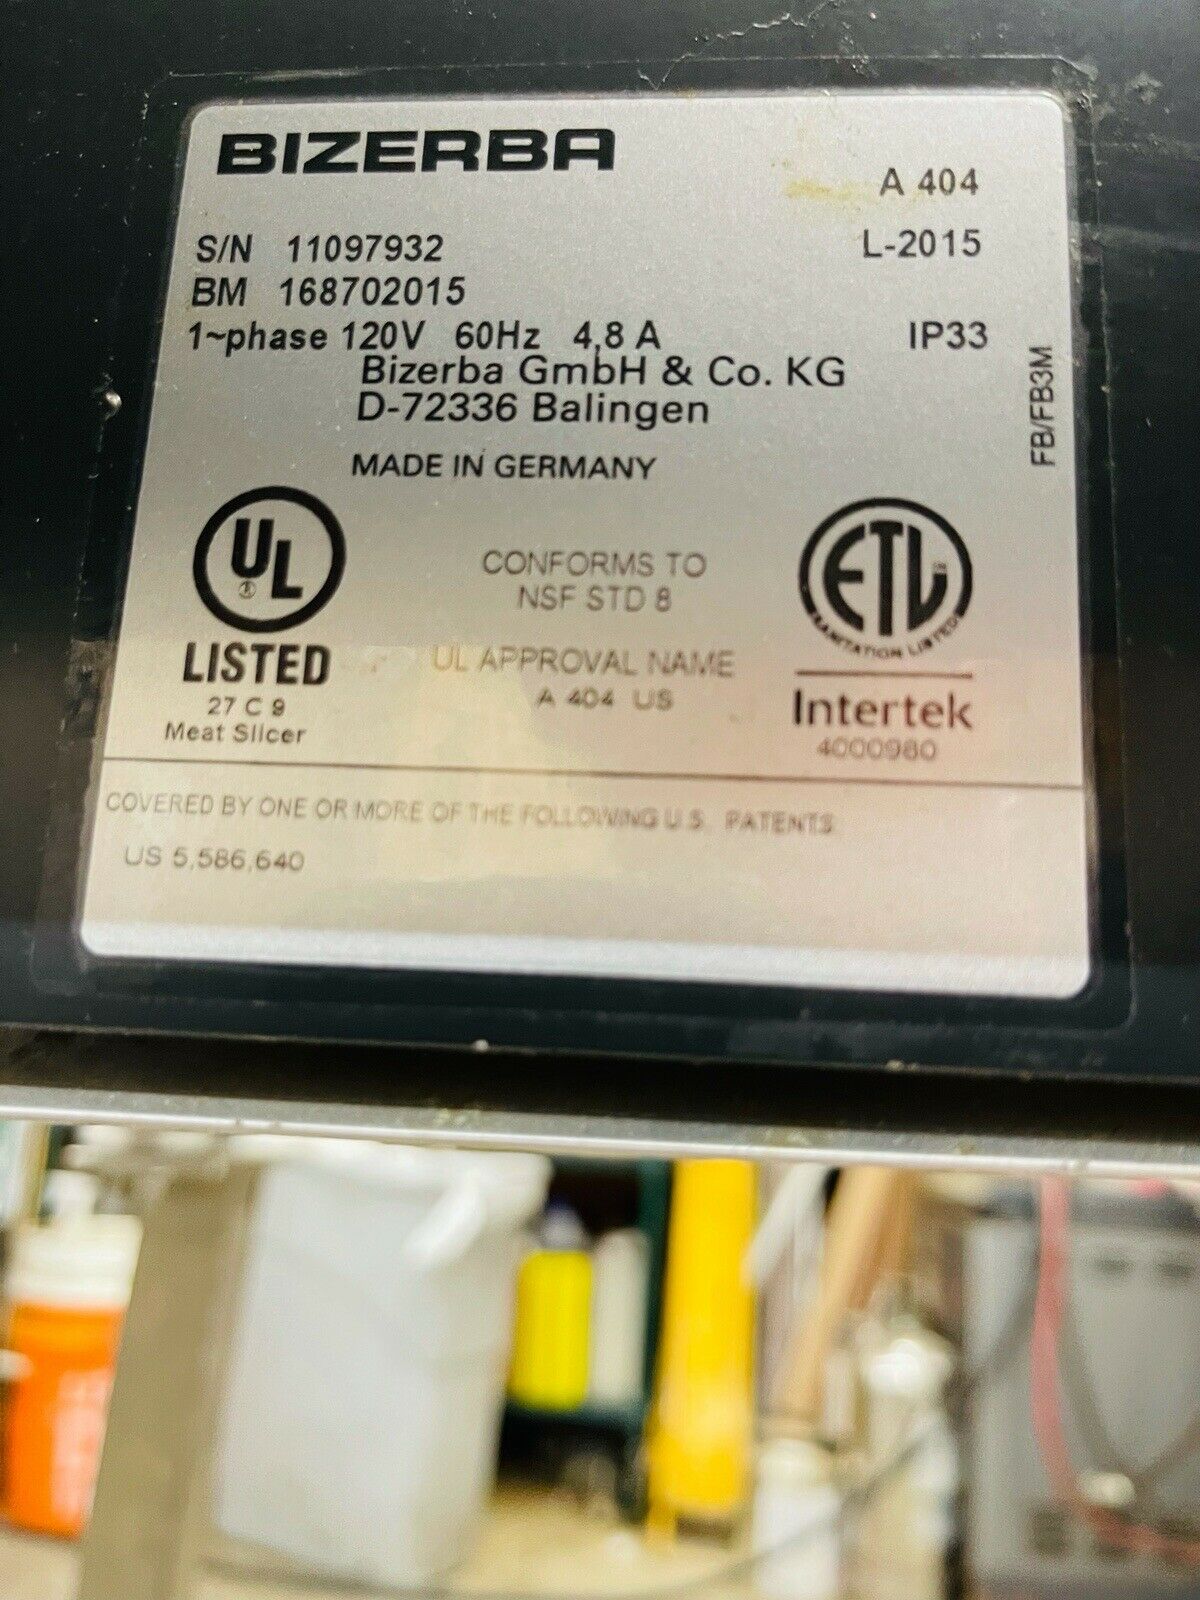 BIZERBA
A 404
S/N 11097932
L-2015
BM 168702015
1~phase 120V 60Hz 4,8 A
IP33
Bizerba GmbH & Co. KG
D-72336 Balingen
FB/FB3M
MADE IN GERMANY
UL
®
LISTED
27 C 9
Meat Slicer
CONFORMS TO
NSF STD 8
UL APPROVAL NAME
A 404 US
ETL
SANITATION LISTED
Intertek
4000980
COVERED BY ONE OR MORE OF THE FOLLOWING U.S. PATENTS
US 5,586,640